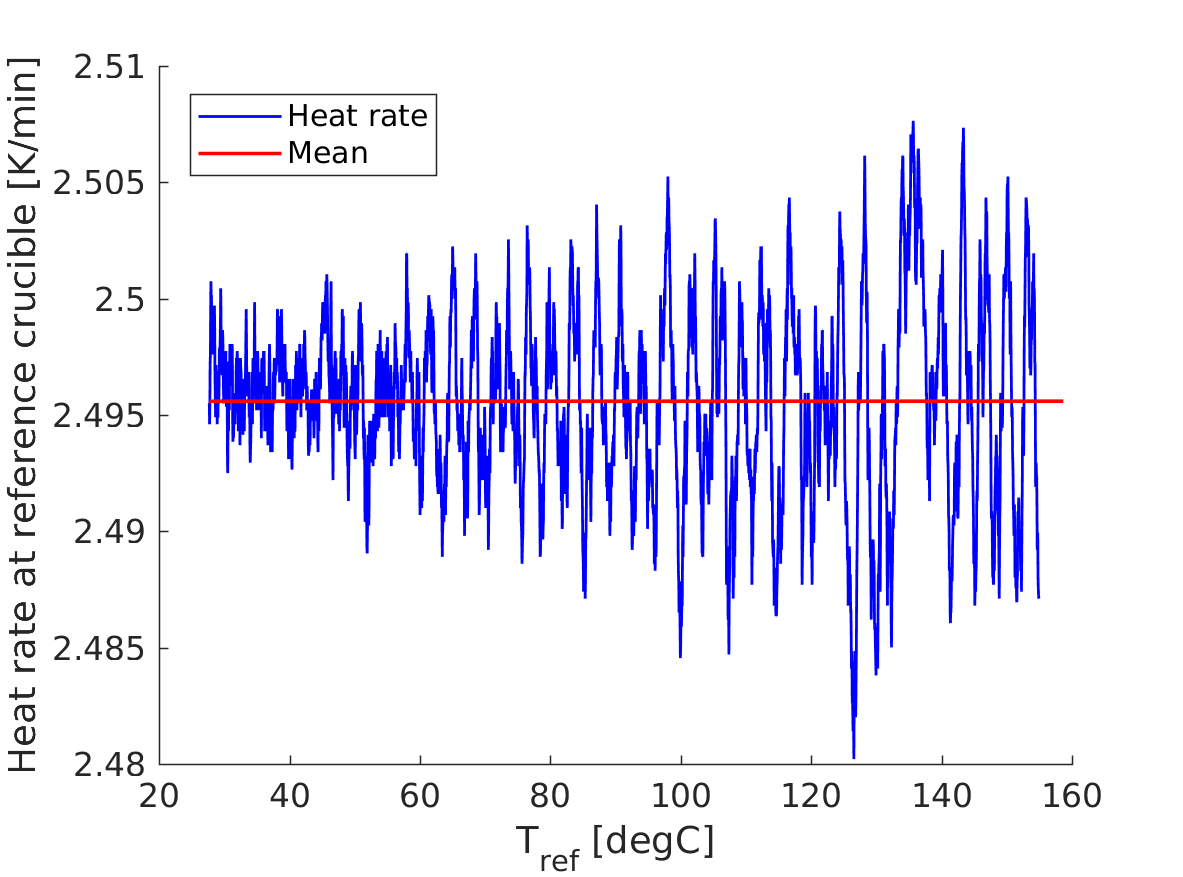 2.51
2.505
2.5
2.495
2.49
2.485
2.48
20 40 60 80 100 120 140 160
Heat rate at reference crucible [K/min]
T_ref [degC]
Heat rate
Mean